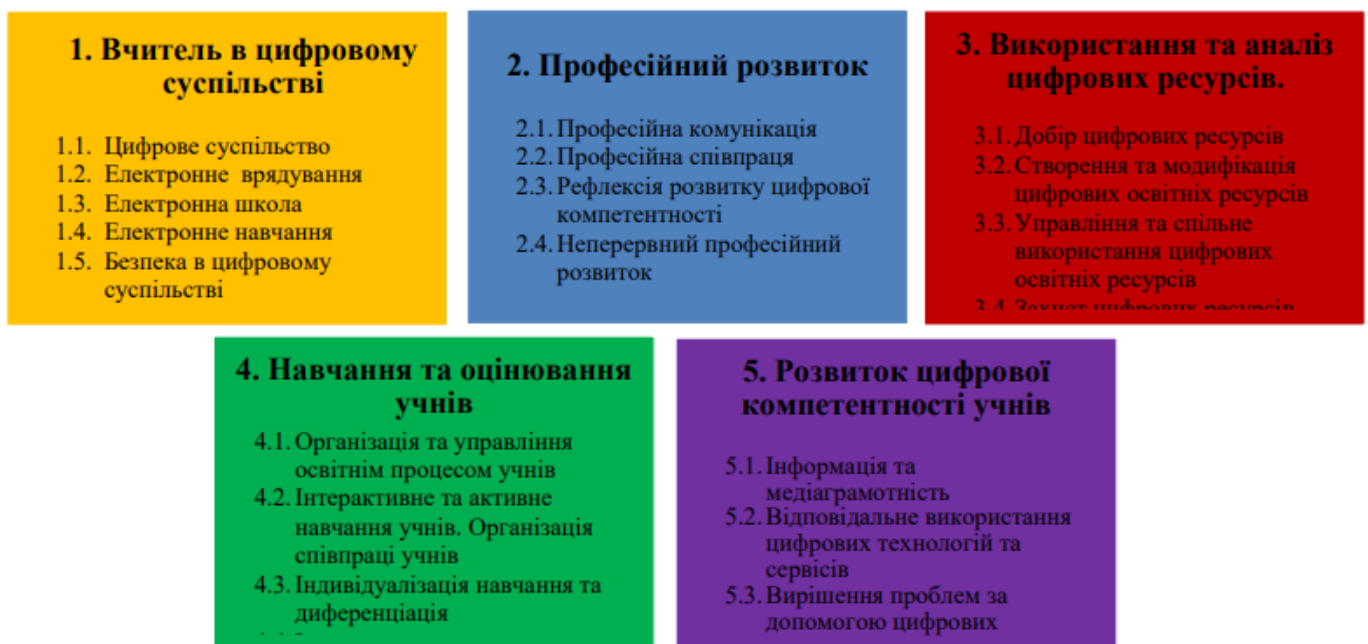 1. Вчитель в цифровому
суспільстві
1.1. Цифрове суспільство
1.2. Електронне врядування
1.3. Електронна школа
1.4. Електронне навчання
1.5. Безпека в цифровому
суспільстві
2. Професійний розвиток
2.1. Професійна комунікація
2.2. Професійна співпраця
2.3. Рефлексія розвитку цифрової
компетентності
2.4. Неперервний професійний
розвиток
3. Використання та аналіз
цифрових ресурсів.
3.1. Добір цифрових ресурсів
3.2. Створення та модифікація
цифрових освітніх ресурсів
3.3. Управління та спільне
використання цифрових
освітніх ресурсів
3.4. Захист цифрових ресурсів
4. Навчання та оцінювання
учнів
4.1. Організація та управління
освітнім процесом учнів
4.2. Інтерактивне та активне
навчання учнів. Організація
співпраці учнів
4.3. Індивідуалізація навчання та
диференціація
5. Розвиток цифрової
компетентності учнів
5.1. Інформація та
медіаграмотність
5.2. Відповідальне використання
цифрових технологій та
сервісів
5.3. Вирішення проблем за
допомогою цифрових